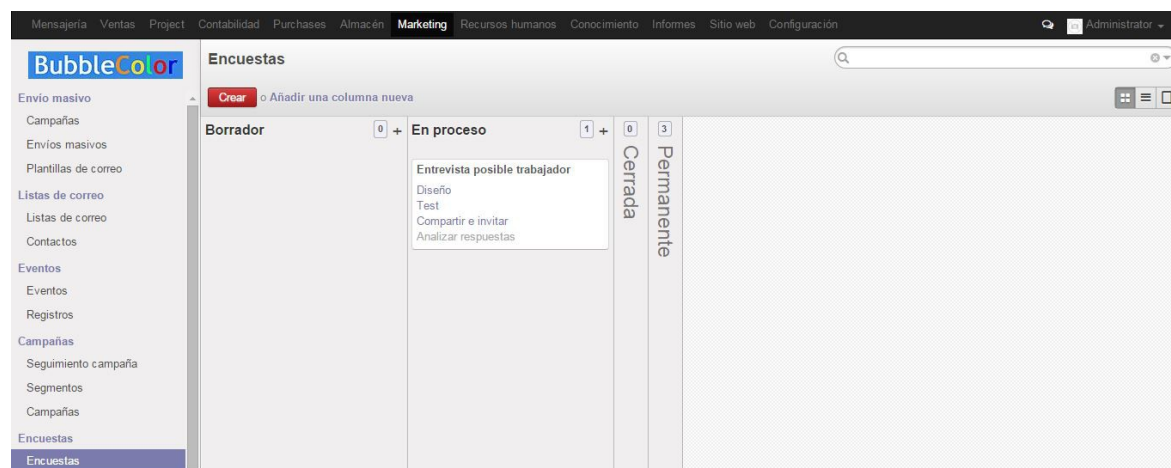 Mensajería Ventas Project Contabilidad Purchases Almacén Marketing Recursos humanos Conocimiento Informes Sitio web Configuración Administrator
BubbleColor
Encuestas
Envío masivo
Crear o Añadir una columna nueva
Campañas
Envíos masivos
Plantillas de correo
Listas de correo
Listas de correo
Contactos
Eventos
Eventos
Registros
Campañas
Seguimiento campaña
Segmentos
Campañas
Encuestas
Encuestas
Borrador 0 +
En proceso 1 +
Entrevista posible trabajador
Diseño
Test
Compartir e invitar
Analizar respuestas
0
Cerrada
3
Permanente